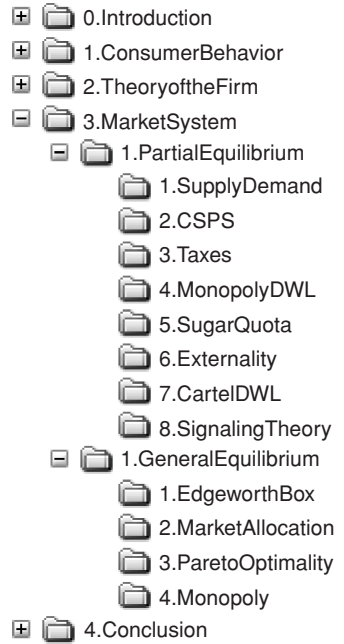 0.Introduction
1.ConsumerBehavior
2.TheoryoftheFirm
3.MarketSystem
1.PartialEquilibrium
1.SupplyDemand
2.CSPS
3.Taxes
4.MonopolyDWL
5.SugarQuota
6.Externality
7.CartelDWL
8.SignalingTheory
1.GeneralEquilibrium
1.EdgeworthBox
2.MarketAllocation
3.ParetoOptimality
4.Monopoly
4.Conclusion